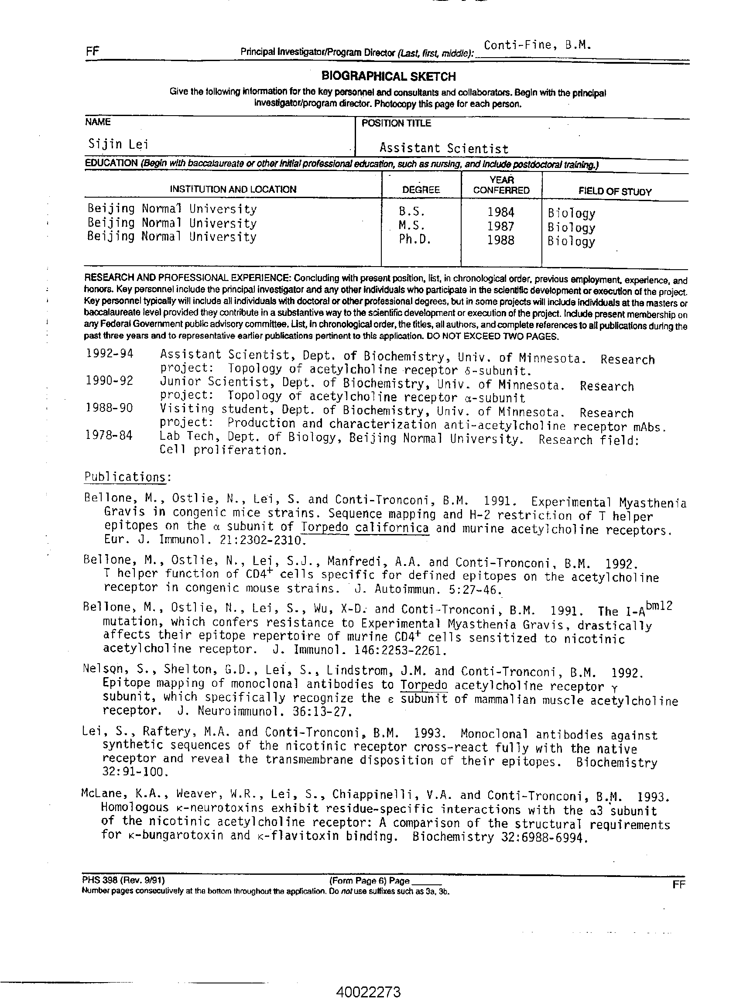 FF
Principal Investigator/Program Director (Last, first, middle): Conti-Fine, B.M.
BIOGRAPHICAL SKETCH
Give the following information for the key personnel and consultants and collaborators. Begin with the principal
investigator/program director. Photocopy this page for each person.
NAME
POSITION TITLE
Sijin Lei
Assistant Scientist
EDUCATION (Begin with baccalaureate or other initial professional education, such as nursing, and include postdoctoral training.)
INSTITUTION AND LOCATION
DEGREE
YEAR CONFERRED
FIELD OF STUDY
Beijing Normal University B.S. 1984 Biology
Beijing Normal University M.S. 1987 Biology
Beijing Normal University Ph.D. 1988 Biology
RESEARCH AND PROFESSIONAL EXPERIENCE: Concluding with present position, list, in chronological order, previous employment, experience, and
honors. Key personnel include the principal investigator and any other individuals who participate in the scientific development or execution of the project.
Key personnel typically will include all individuals with doctoral or other professional degrees, but in some projects will include individuals at the masters or
baccalaureate level provided they contribute in a substantive way to the scientific development or execution of the project. Include present membership on
any Federal Government public advisory committee. List, in chronological order, the titles, all authors, and complete references to all publications during the
past three years and to representative earlier publications pertinent to this application. DO NOT EXCEED TWO PAGES.
1992-94 Assistant Scientist, Dept. of Biochemistry, Univ. of Minnesota. Research
project: Topology of acetylcholine receptor δ-subunit.
1990-92 Junior Scientist, Dept. of Biochemistry, Univ. of Minnesota. Research
project: Topology of acetylcholine receptor α-subunit
1988-90 Visiting student, Dept. of Biochemistry, Univ. of Minnesota. Research
project: Production and characterization anti-acetylcholine receptor mAbs.
1978-84 Lab Tech, Dept. of Biology, Beijing Normal University. Research field:
Cell proliferation.
Publications:
Bellone, M., Ostlie, N., Lei, S. and Conti-Tronconi, B.M. 1991. Experimental Myasthenia
Gravis in congenic mice strains. Sequence mapping and H-2 restriction of T helper
epitopes on the α subunit of Torpedo californica and murine acetylcholine receptors.
Eur. J. Immunol. 21:2302-2310.
Bellone, M., Ostlie, N., Lei, S.J., Manfredi, A.A. and Conti-Tronconi, B.M. 1992.
T helper function of CD4+ cells specific for defined epitopes on the acetylcholine
receptor in congenic mouse strains. J. Autoimmun. 5:27-46.
Bellone, M., Ostlie, N., Lei, S., Wu, X-D. and Conti-Tronconi, B.M. 1991. The I-Abm12
mutation, which confers resistance to Experimental Myasthenia Gravis, drastically
affects their epitope repertoire of murine CD4+ cells sensitized to nicotinic
acetylcholine receptor. J. Immunol. 146:2253-2261.
Nelson, S., Shelton, G.D., Lei, S., Lindstrom, J.M. and Conti-Tronconi, B.M. 1992.
Epitope mapping of monoclonal antibodies to Torpedo acetylcholine receptor γ
subunit, which specifically recognize the ε subunit of mammalian muscle acetylcholine
receptor. J. Neuroimmunol. 36:13-27.
Lei, S., Raftery, M.A. and Conti-Tronconi, B.M. 1993. Monoclonal antibodies against
synthetic sequences of the nicotinic receptor cross-react fully with the native
receptor and reveal the transmembrane disposition of their epitopes. Biochemistry
32:91-100.
McLane, K.A., Weaver, W.R., Lei, S., Chiappinelli, V.A. and Conti-Tronconi, B.M. 1993.
Homologous κ-neurotoxins exhibit residue-specific interactions with the α3 subunit
of the nicotinic acetylcholine receptor: A comparison of the structural requirements
for κ-bungarotoxin and κ-flavitoxin binding. Biochemistry 32:6988-6994.
PHS 398 (Rev. 9/91) (Form Page 6) Page
Number pages consecutively at the bottom throughout the application. Do not use suffixes such as 3a, 3b.
FF
40022273